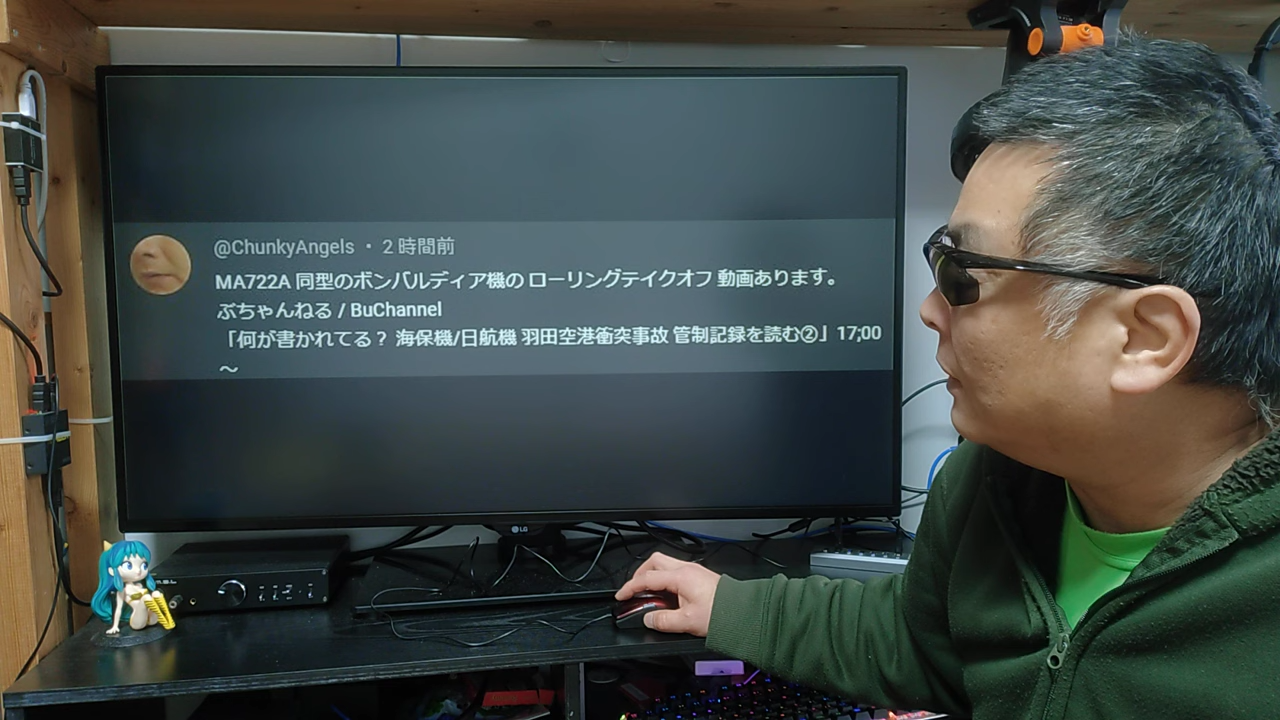 @ChunkyAngels ・ 2 時間前
MA722A 同型のボンバルディア機の ローリングテイクオフ 動画あります。
ぶちゃんねる / BuChannel
「何が書かれてる？ 海保機/日航機 羽田空港衝突事故 管制記録を読む②」17;00
～
LG